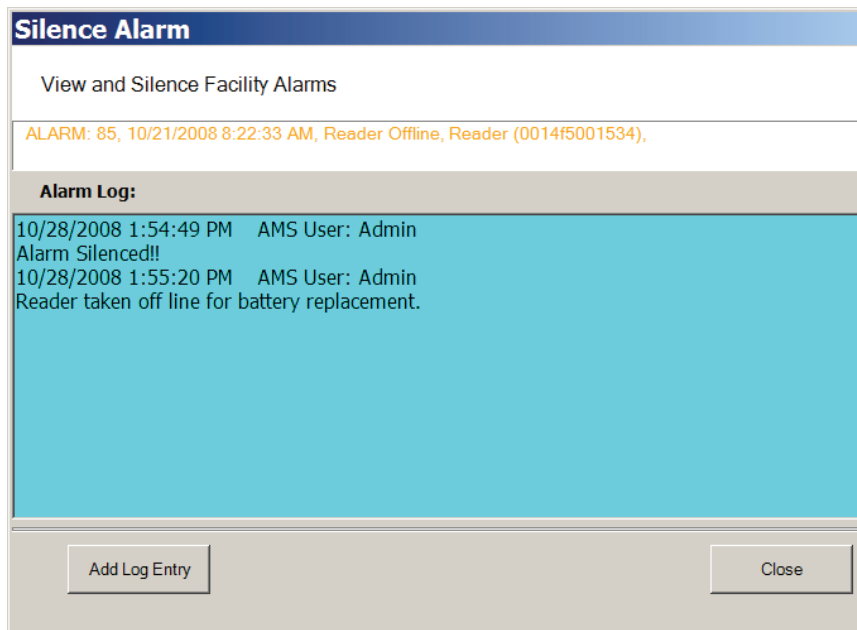 Silence Alarm
View and Silence Facility Alarms
ALARM: 85, 10/21/2008 8:22:33 AM, Reader Offline, Reader (0014f5001534),
Alarm Log:
10/28/2008 1:54:49 PM    AMS User: Admin
Alarm Silenced!!
10/28/2008 1:55:20 PM    AMS User: Admin
Reader taken off line for battery replacement.
Add Log Entry
Close